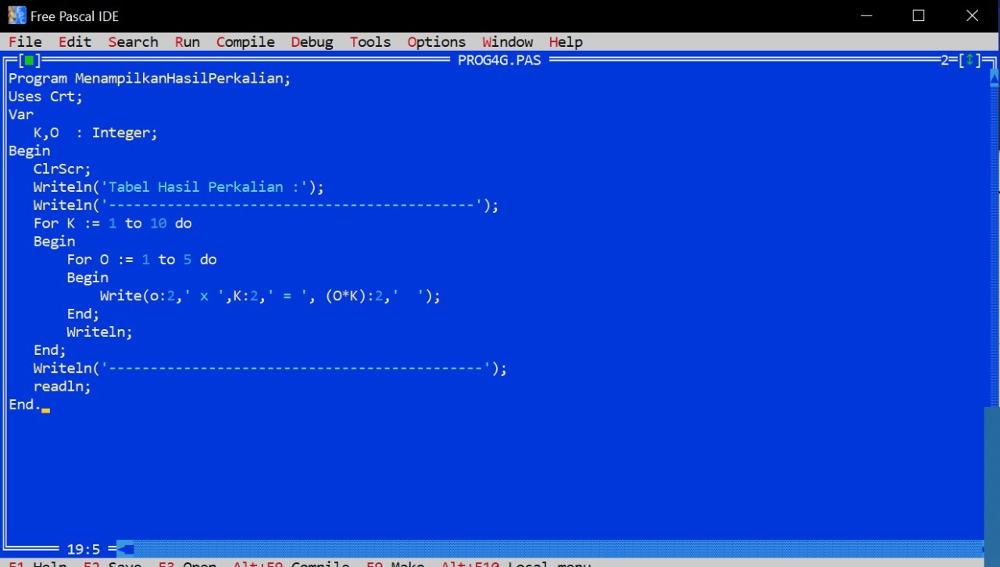 Free Pascal IDE
File Edit Search Run Compile Debug Tools Options Window Help
PROG4G.PAS 2
Program MenampilkanHasilPerkalian;
Uses Crt;
Var
   K,O  : Integer;
Begin
   ClrScr;
   Writeln('Tabel Hasil Perkalian :');
   Writeln('--------------------------------------------');
   For K := 1 to 10 do
   Begin
       For O := 1 to 5 do
       Begin
           Write(o:2,' x ',K:2,' = ', (O*K):2,'  ');
       End;
       Writeln;
   End;
   Writeln('---------------------------------------------');
   readln;
End.
19:5
F1 Help F2 Save F3 Open Alt+F9 Compile F9 Make Alt+F10 Local menu